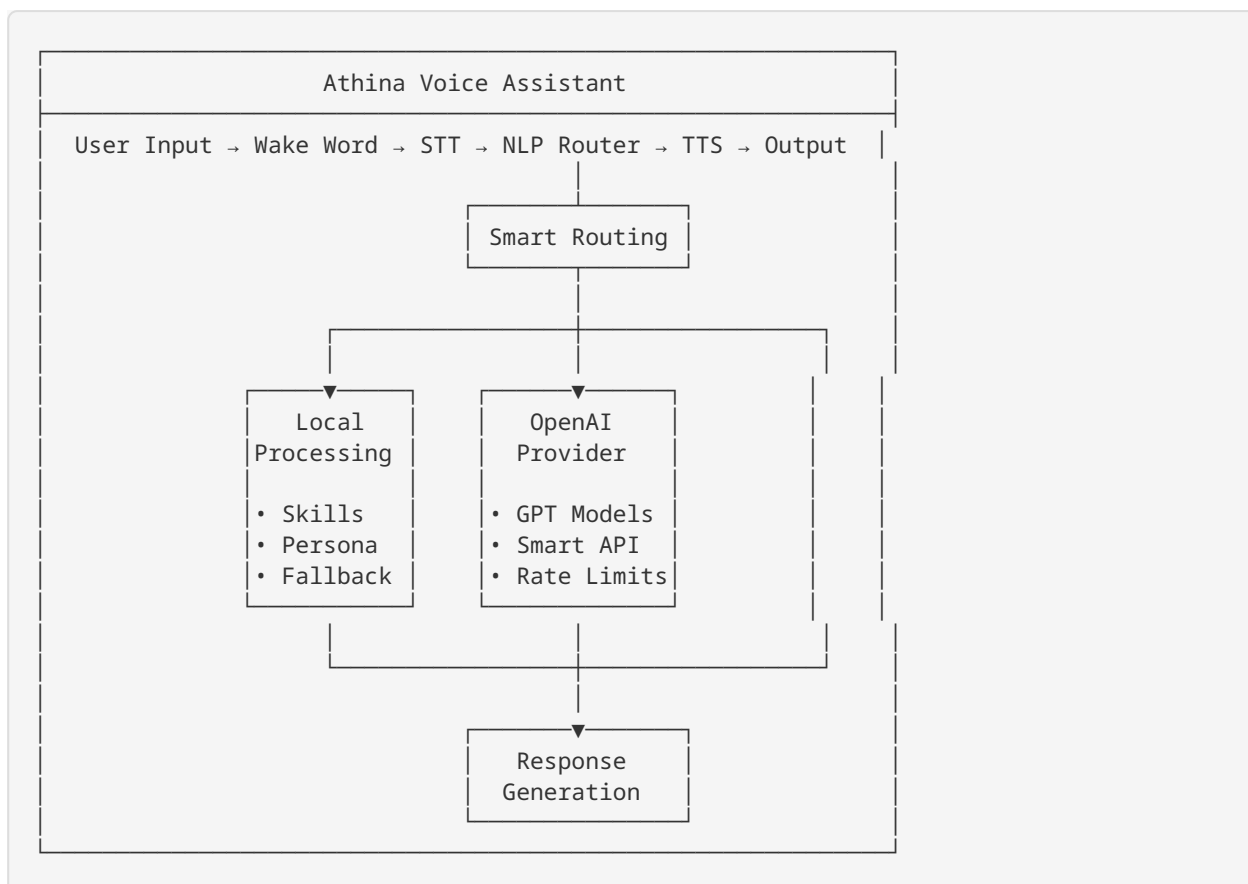 Athina Voice Assistant
User Input → Wake Word → STT → NLP Router → TTS → Output
Smart Routing
Local
Processing
• Skills
• Persona
• Fallback
OpenAI
Provider
• GPT Models
• Smart API
• Rate Limits
Response
Generation